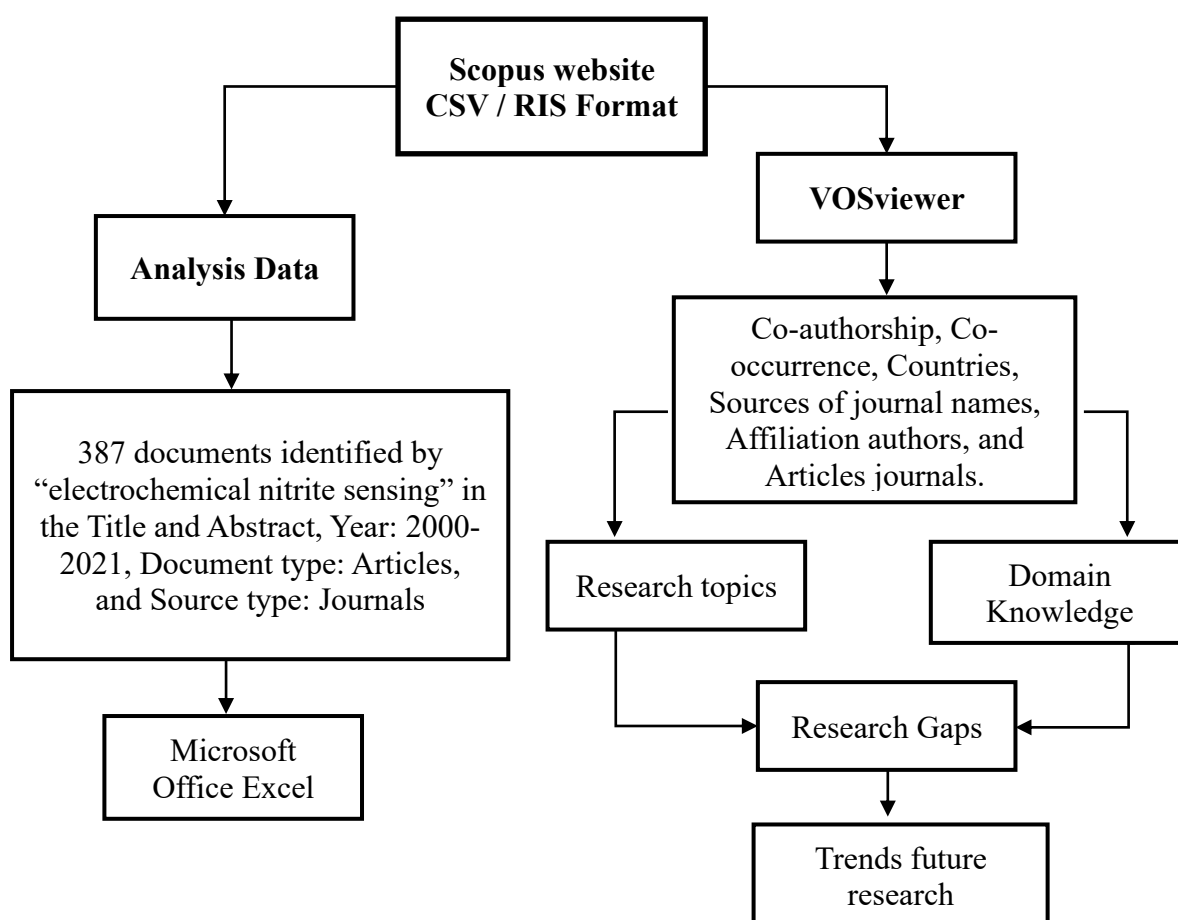 Scopus website
CSV / RIS Format
VOSviewer
Analysis Data
Co-authorship, Co-
occurrence, Countries,
Sources of journal names,
Affiliation authors, and
Articles journals.
387 documents identified by
“electrochemical nitrite sensing” in
the Title and Abstract, Year: 2000-
2021, Document type: Articles,
and Source type: Journals
Research topics
Domain
Knowledge
Microsoft
Office Excel
Research Gaps
Trends future
research